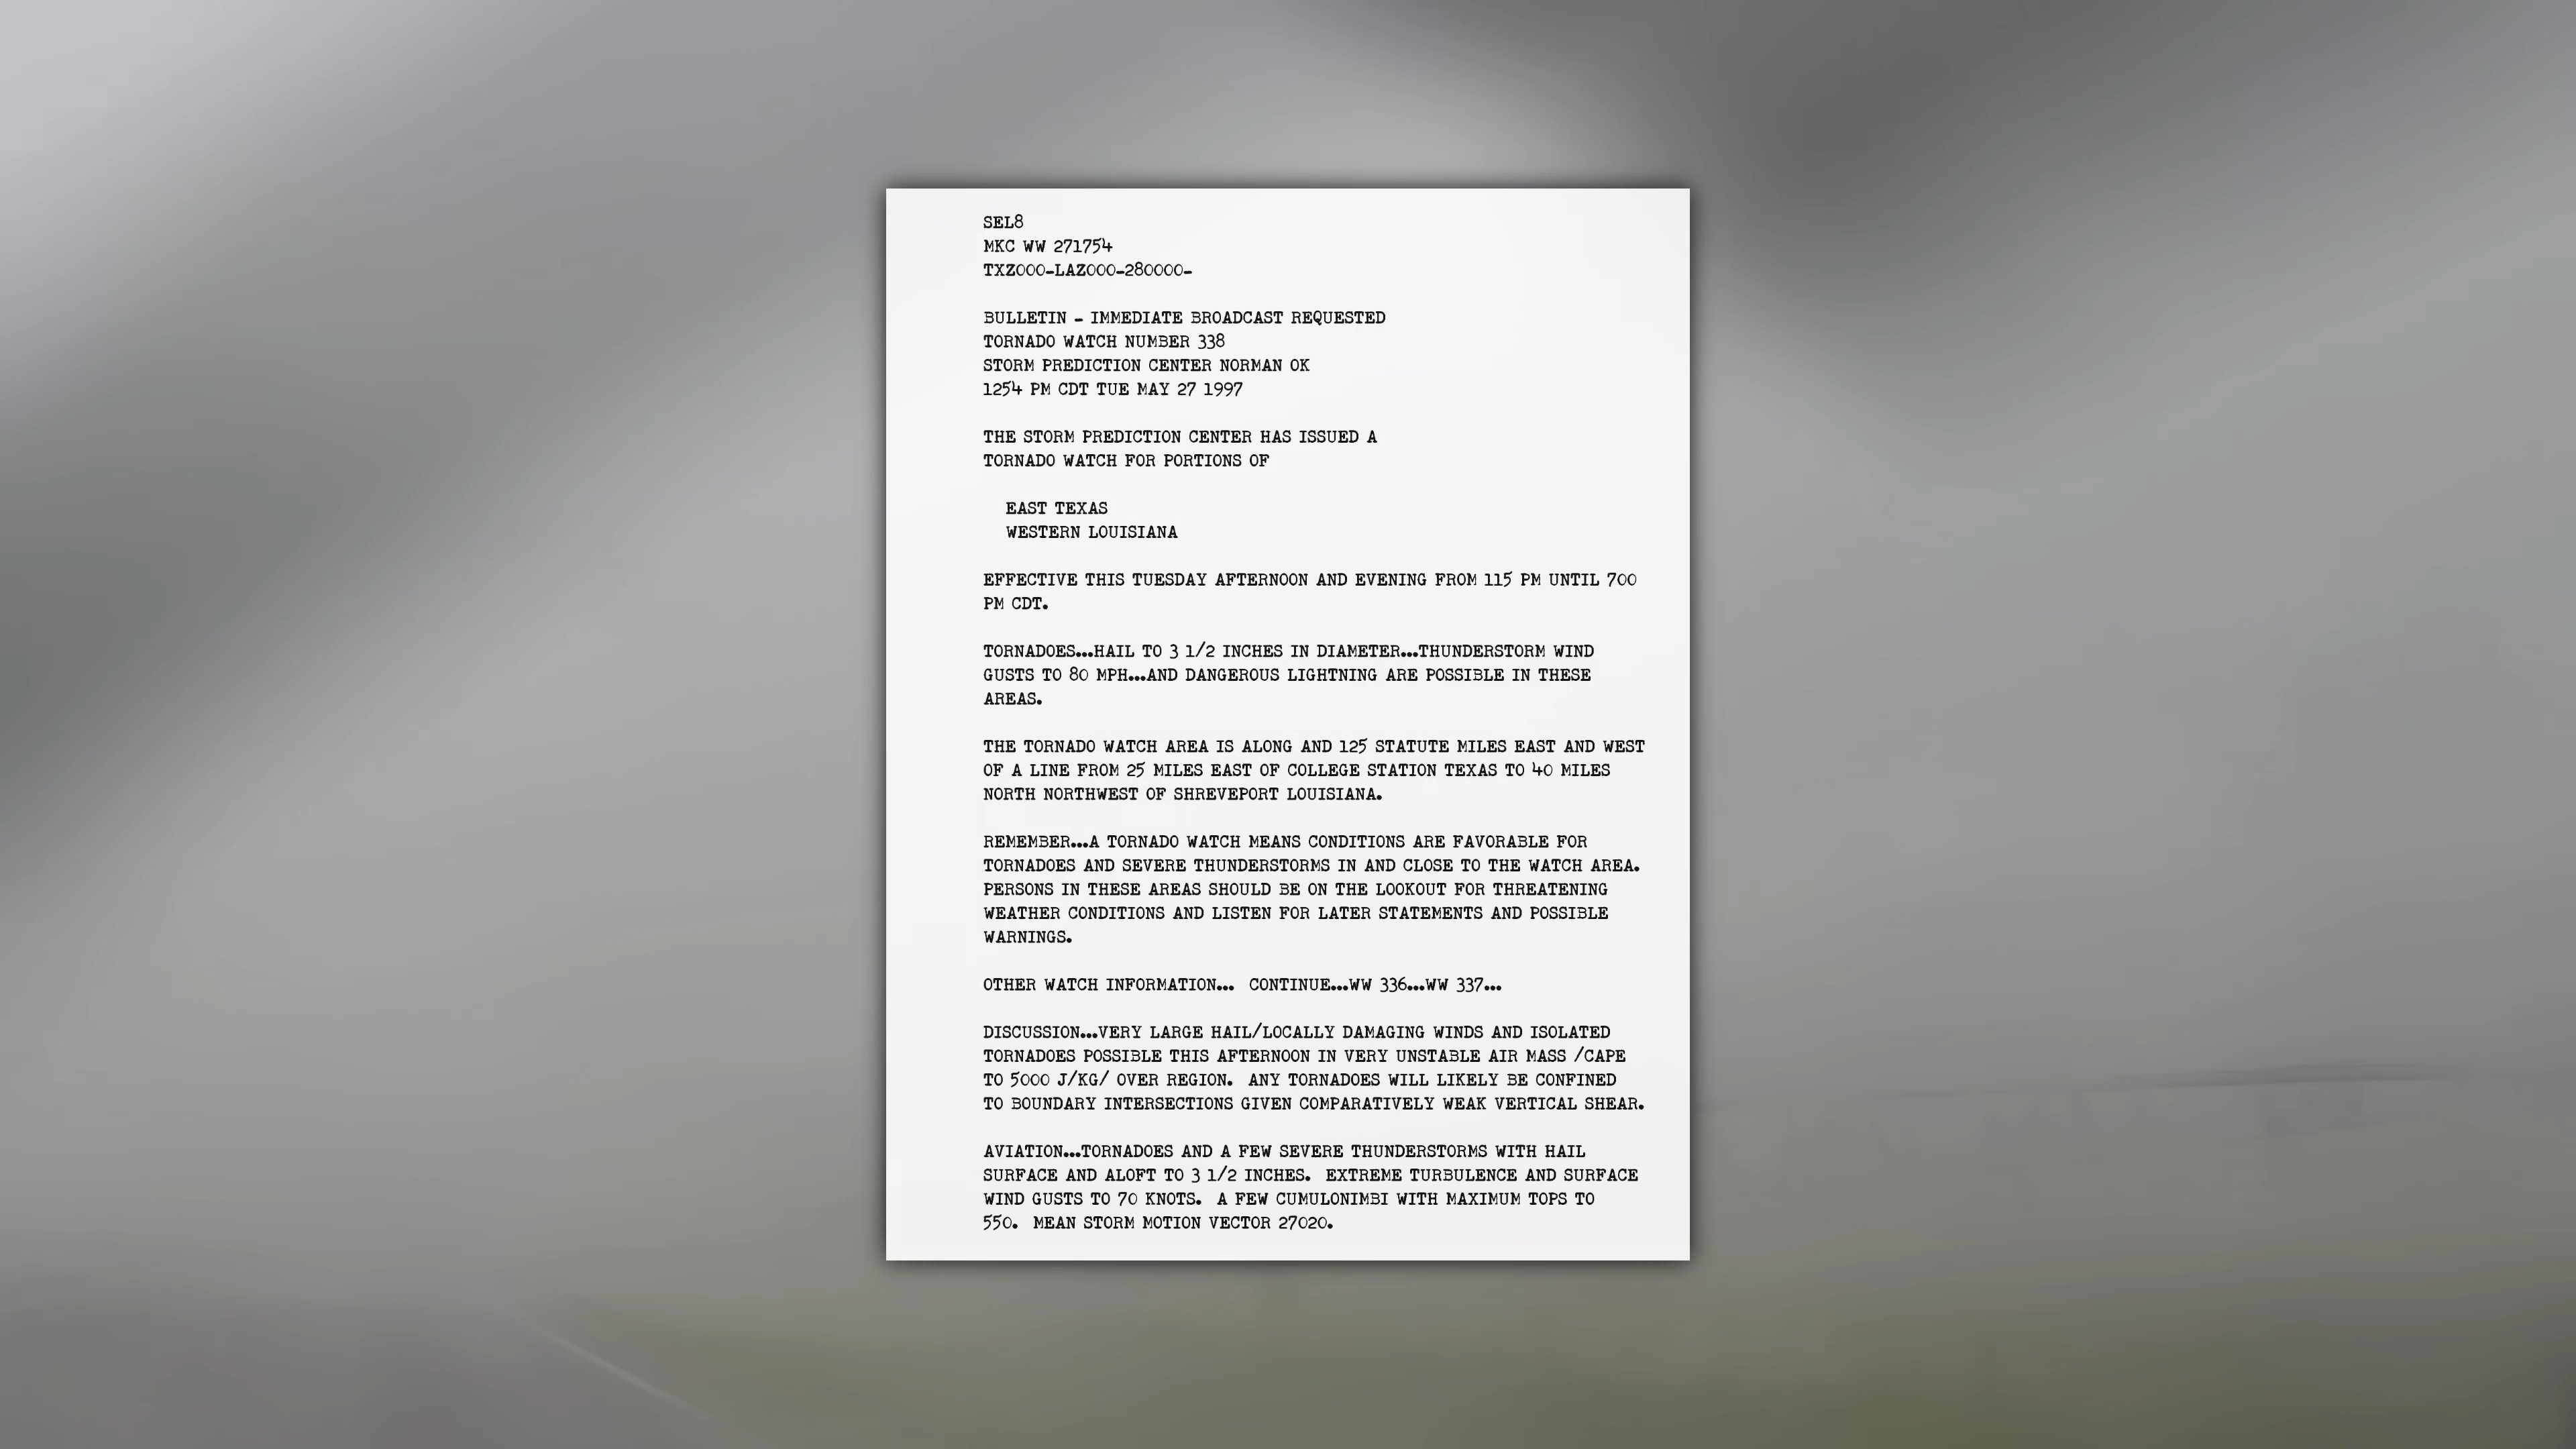 SEL8
MKC WW 271754
TXZ000-LAZ000-280000-
BULLETIN - IMMEDIATE BROADCAST REQUESTED
TORNADO WATCH NUMBER 338
STORM PREDICTION CENTER NORMAN OK
1254 PM CDT TUE MAY 27 1997
THE STORM PREDICTION CENTER HAS ISSUED A
TORNADO WATCH FOR PORTIONS OF
EAST TEXAS
WESTERN LOUISIANA
EFFECTIVE THIS TUESDAY AFTERNOON AND EVENING FROM 115 PM UNTIL 700
PM CDT.
TORNADOES...HAIL TO 3 1/2 INCHES IN DIAMETER...THUNDERSTORM WIND
GUSTS TO 80 MPH...AND DANGEROUS LIGHTNING ARE POSSIBLE IN THESE
AREAS.
THE TORNADO WATCH AREA IS ALONG AND 125 STATUTE MILES EAST AND WEST
OF A LINE FROM 25 MILES EAST OF COLLEGE STATION TEXAS TO 40 MILES
NORTH NORTHWEST OF SHREVEPORT LOUISIANA.
REMEMBER...A TORNADO WATCH MEANS CONDITIONS ARE FAVORABLE FOR
TORNADOES AND SEVERE THUNDERSTORMS IN AND CLOSE TO THE WATCH AREA.
PERSONS IN THESE AREAS SHOULD BE ON THE LOOKOUT FOR THREATENING
WEATHER CONDITIONS AND LISTEN FOR LATER STATEMENTS AND POSSIBLE
WARNINGS.
OTHER WATCH INFORMATION...  CONTINUE...WW 336...WW 337...
DISCUSSION...VERY LARGE HAIL/LOCALLY DAMAGING WINDS AND ISOLATED
TORNADOES POSSIBLE THIS AFTERNOON IN VERY UNSTABLE AIR MASS /CAPE
TO 5000 J/KG/ OVER REGION.  ANY TORNADOES WILL LIKELY BE CONFINED
TO BOUNDARY INTERSECTIONS GIVEN COMPARATIVELY WEAK VERTICAL SHEAR.
AVIATION...TORNADOES AND A FEW SEVERE THUNDERSTORMS WITH HAIL
SURFACE AND ALOFT TO 3 1/2 INCHES.  EXTREME TURBULENCE AND SURFACE
WIND GUSTS TO 70 KNOTS.  A FEW CUMULONIMBI WITH MAXIMUM TOPS TO
550.  MEAN STORM MOTION VECTOR 27020.